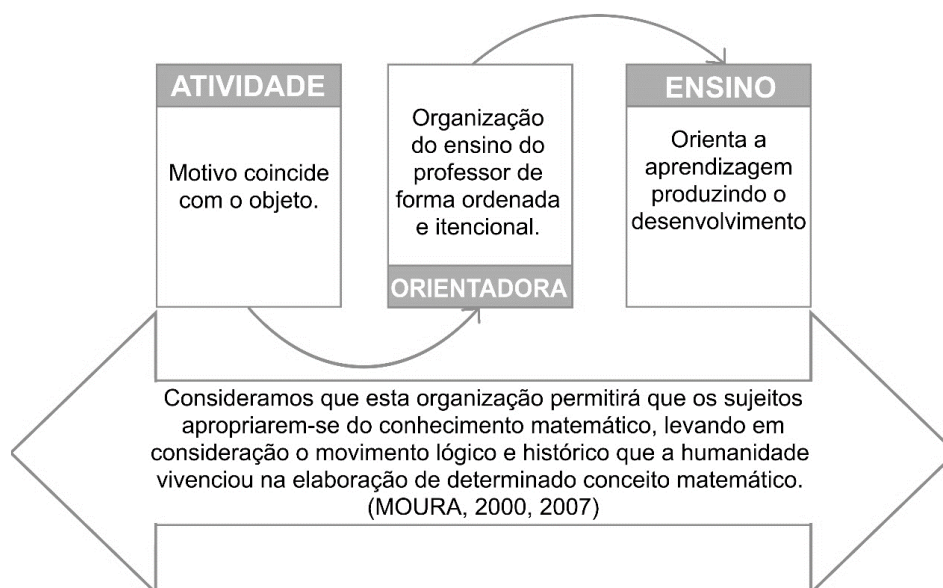 ATIVIDADE
Motivo coincide
com o objeto.
Organização
do ensino do
professor de
forma ordenada
e itencional.
ORIENTADORA
ENSINO
Orienta a
aprendizagem
produzindo o
desenvolvimento
Consideramos que esta organização permitirá que os sujeitos
apropriarem-se do conhecimento matemático, levando em
consideração o movimento lógico e histórico que a humanidade
vivenciou na elaboração de determinado conceito matemático.
(MOURA, 2000, 2007)